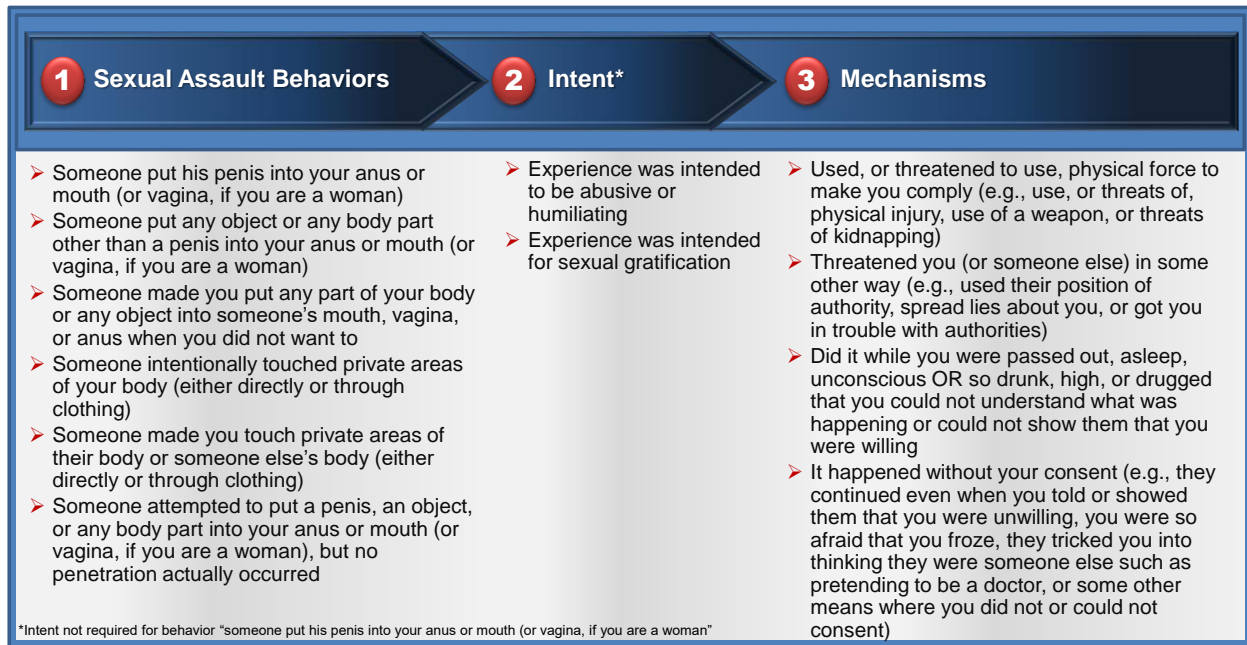 1 Sexual Assault Behaviors
2 Intent*
3 Mechanisms
➢ Someone put his penis into your anus or
mouth (or vagina, if you are a woman)
➢ Someone put any object or any body part
other than a penis into your anus or mouth (or
vagina, if you are a woman)
➢ Someone made you put any part of your body
or any object into someone’s mouth, vagina,
or anus when you did not want to
➢ Someone intentionally touched private areas
of your body (either directly or through
clothing)
➢ Someone made you touch private areas of
their body or someone else’s body (either
directly or through clothing)
➢ Someone attempted to put a penis, an object,
or any body part into your anus or mouth (or
vagina, if you are a woman), but no
penetration actually occurred
➢ Experience was intended
to be abusive or
humiliating
➢ Experience was intended
for sexual gratification
➢ Used, or threatened to use, physical force to
make you comply (e.g., use, or threats of,
physical injury, use of a weapon, or threats
of kidnapping)
➢ Threatened you (or someone else) in some
other way (e.g., used their position of
authority, spread lies about you, or got you
in trouble with authorities)
➢ Did it while you were passed out, asleep,
unconscious OR so drunk, high, or drugged
that you could not understand what was
happening or could not show them that you
were willing
➢ It happened without your consent (e.g., they
continued even when you told or showed
them that you were unwilling, you were so
afraid that you froze, they tricked you into
thinking they were someone else such as
pretending to be a doctor, or some other
means where you did not or could not
consent)
*Intent not required for behavior “someone put his penis into your anus or mouth (or vagina, if you are a woman”